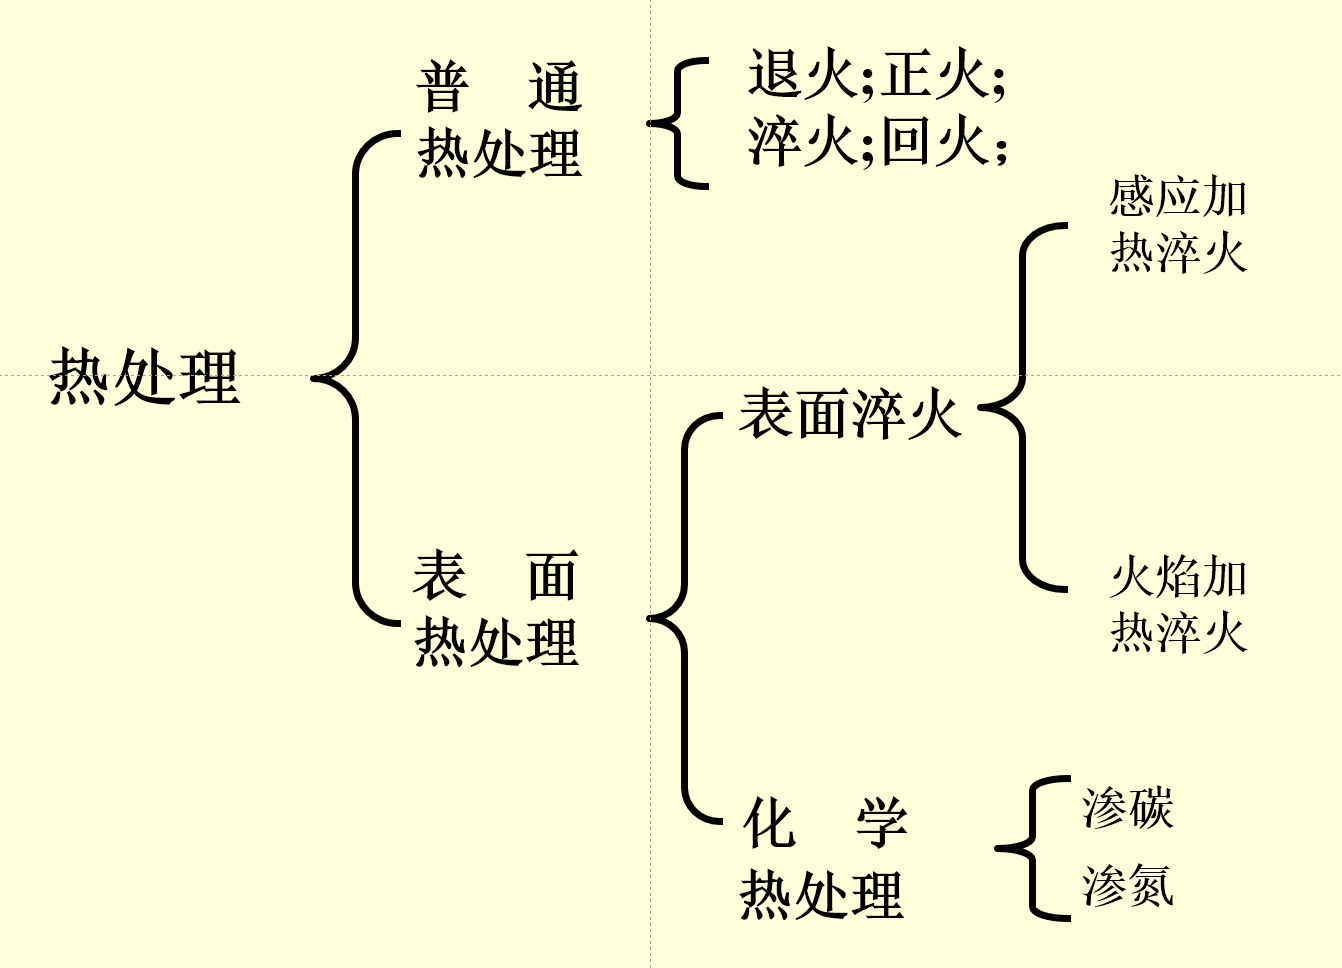 热处理
普 通
热处理
退火;正火;
淬火;回火;
表 面
热处理
表面淬火
感应加
热淬火
火焰加
热淬火
化 学
热处理
渗碳
渗氮